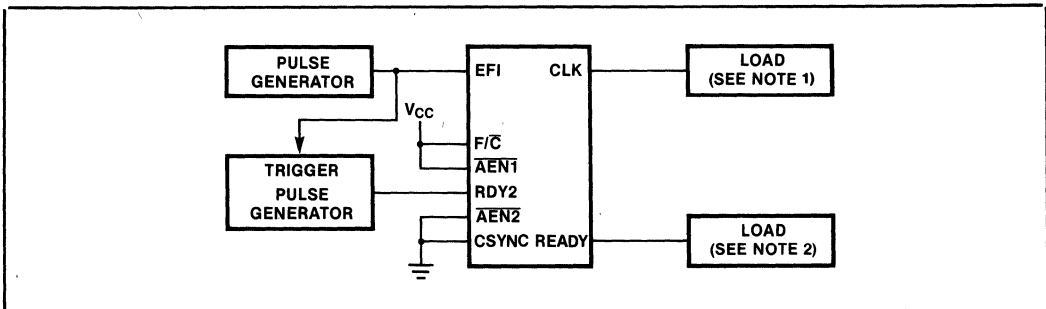 PULSE
GENERATOR
EFI
CLK
LOAD
(SEE NOTE 1)
VCC
F/C̅
A̅E̅N̅1̅
TRIGGER
PULSE
GENERATOR
RDY2
A̅E̅N̅2̅
CSYNC
READY
LOAD
(SEE NOTE 2)